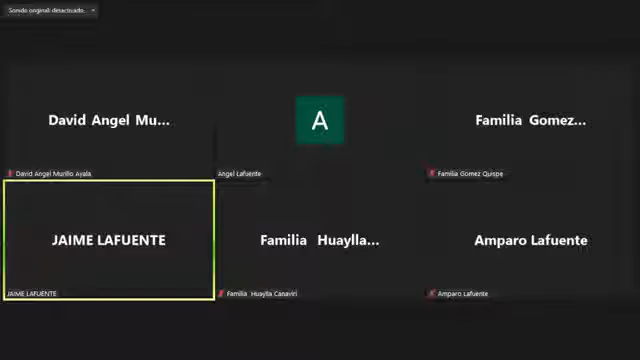 Sonido original: desactivado
David Angel Mu...
A
Familia Gomez...
David Angel Murillo Ayala
Angel Lafuente
Familia Gomez Quispe
JAIME LAFUENTE
Familia Huaylla...
Amparo Lafuente
JAIME LAFUENTE
Familia Huaylla Canaviri
Amparo Lafuente